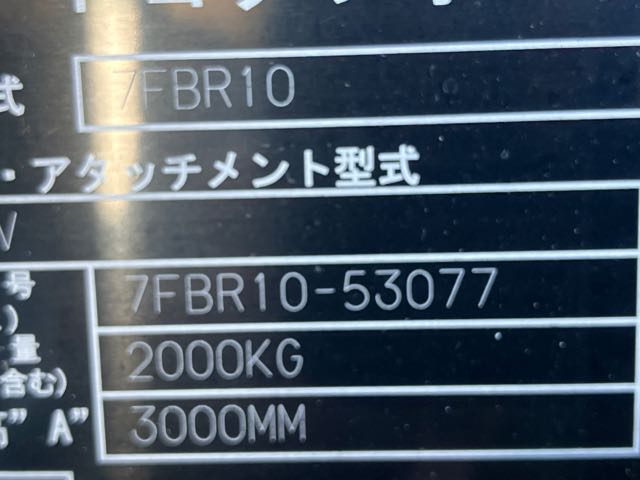 式 7FBR10
・アタッチメント型式
V
号 7FBR10-53077
量 2000KG
含む)
高" A" 3000MM